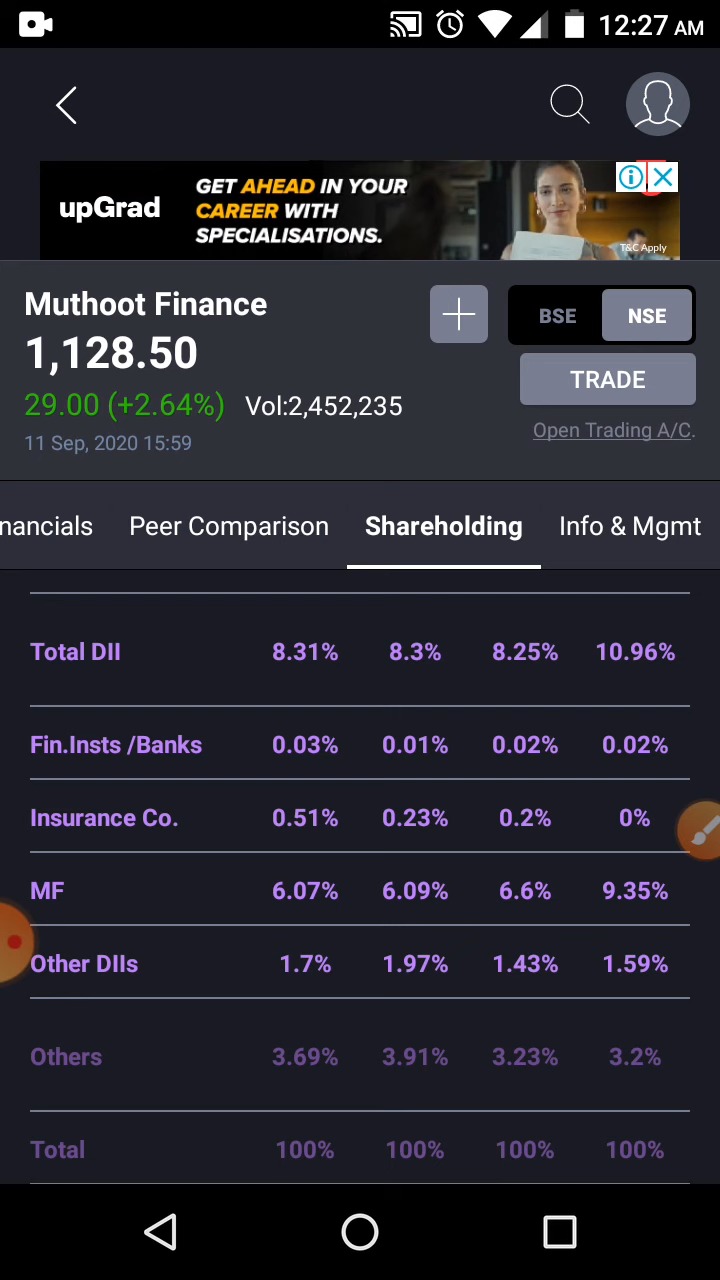 12:27 AM
upGrad
GET AHEAD IN YOUR
CAREER WITH
SPECIALISATIONS.
T&C Apply
Muthoot Finance
BSE NSE
1,128.50
TRADE
29.00 (+2.64%) Vol:2,452,235
Open Trading A/C.
11 Sep, 2020 15:59
nancials Peer Comparison Shareholding Info & Mgmt
Total DII 8.31% 8.3% 8.25% 10.96%
Fin.Insts /Banks 0.03% 0.01% 0.02% 0.02%
Insurance Co. 0.51% 0.23% 0.2% 0%
MF 6.07% 6.09% 6.6% 9.35%
Other DIIs 1.7% 1.97% 1.43% 1.59%
Others 3.69% 3.91% 3.23% 3.2%
Total 100% 100% 100% 100%